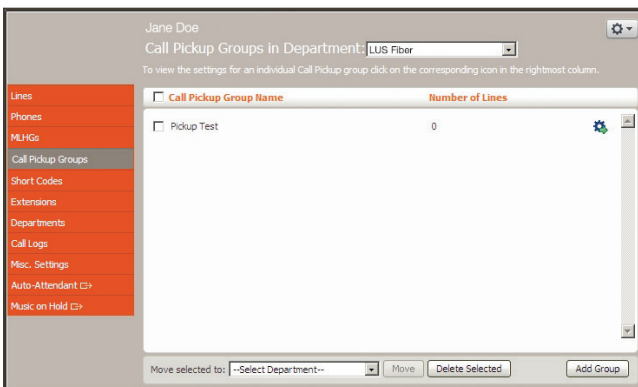 Jane Doe
Call Pickup Groups in Department: LUS Fiber
To view the settings for an individual Call Pickup group click on the corresponding icon in the rightmost column.
Lines
Phones
MLHGs
Call Pickup Groups
Short Codes
Extensions
Departments
Call Logs
Misc. Settings
Auto-Attendant
Music on Hold
Call Pickup Group Name Number of Lines
Pickup Test 0
Move selected to: --Select Department-- Move Delete Selected Add Group